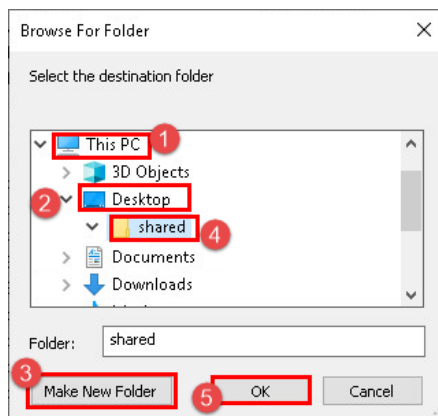 Browse For Folder
Select the destination folder
This PC
1
3D Objects
2
Desktop
shared
4
Documents
Downloads
Folder:
shared
3
Make New Folder
5
OK
Cancel